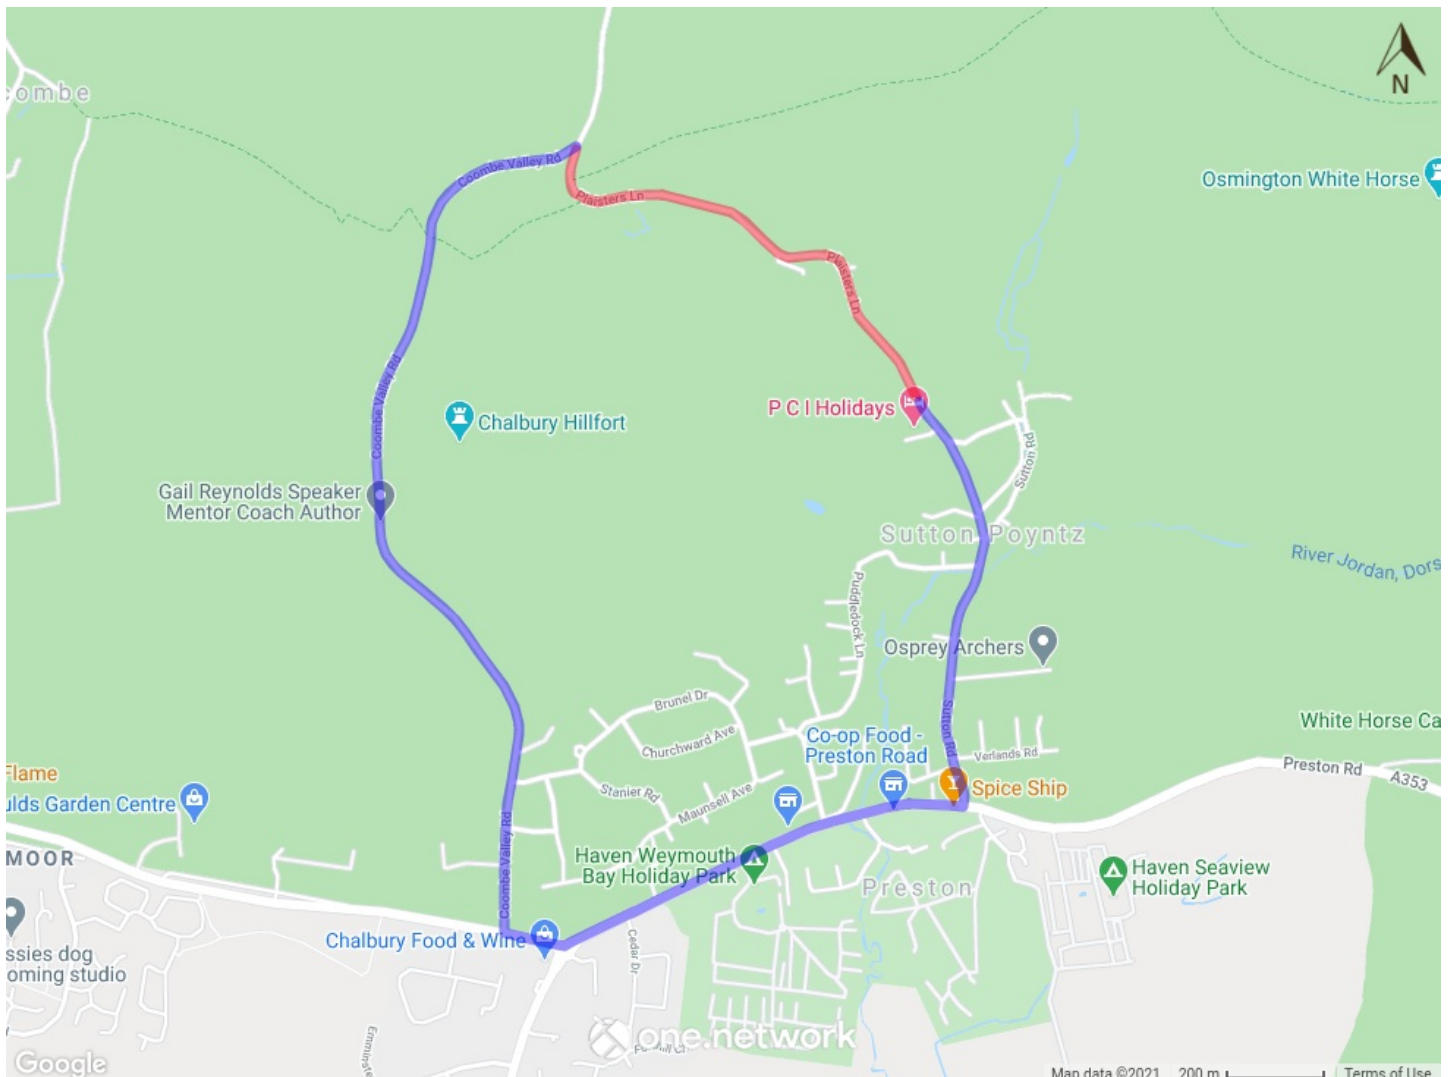 combe
N
Coombe Valley Rd
Plaisters Ln
Osmington White Horse
Plaisters Ln
Coombe Valley Rd
P C I Holidays
Chalbury Hillfort
Sutton Rd
Gail Reynolds Speaker
Mentor Coach Author
Sutton Poyntz
River Jordan, Dors
Puddledock Ln
Osprey Archers
Brunel Dr
Sutton Rd
White Horse Ca
Churchward Ave
Co-op Food -
Preston Road
Verlands Rd
Preston Rd
A353
Flame
ulds Garden Centre
Stanier Rd
Maunsell Ave
Spice Ship
Coombe Valley Rd
MOOR
Haven Weymouth
Bay Holiday Park
Preston
Haven Seaview
Holiday Park
Chalbury Food & Wine
Cedar Dr
ssies dog
oming studio
one.network
Google
Map data ©2021
200 m
Terms of Use